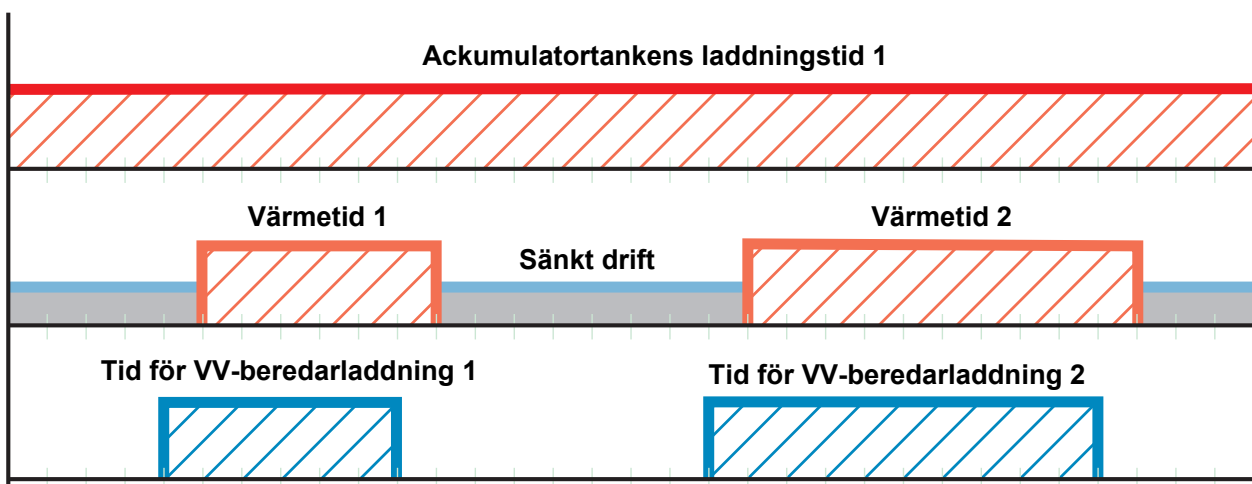 Ackumulatortankens laddningstid 1
Värmetid 1
Värmetid 2
Sänkt drift
Tid för VV-beredarladdning 1
Tid för VV-beredarladdning 2